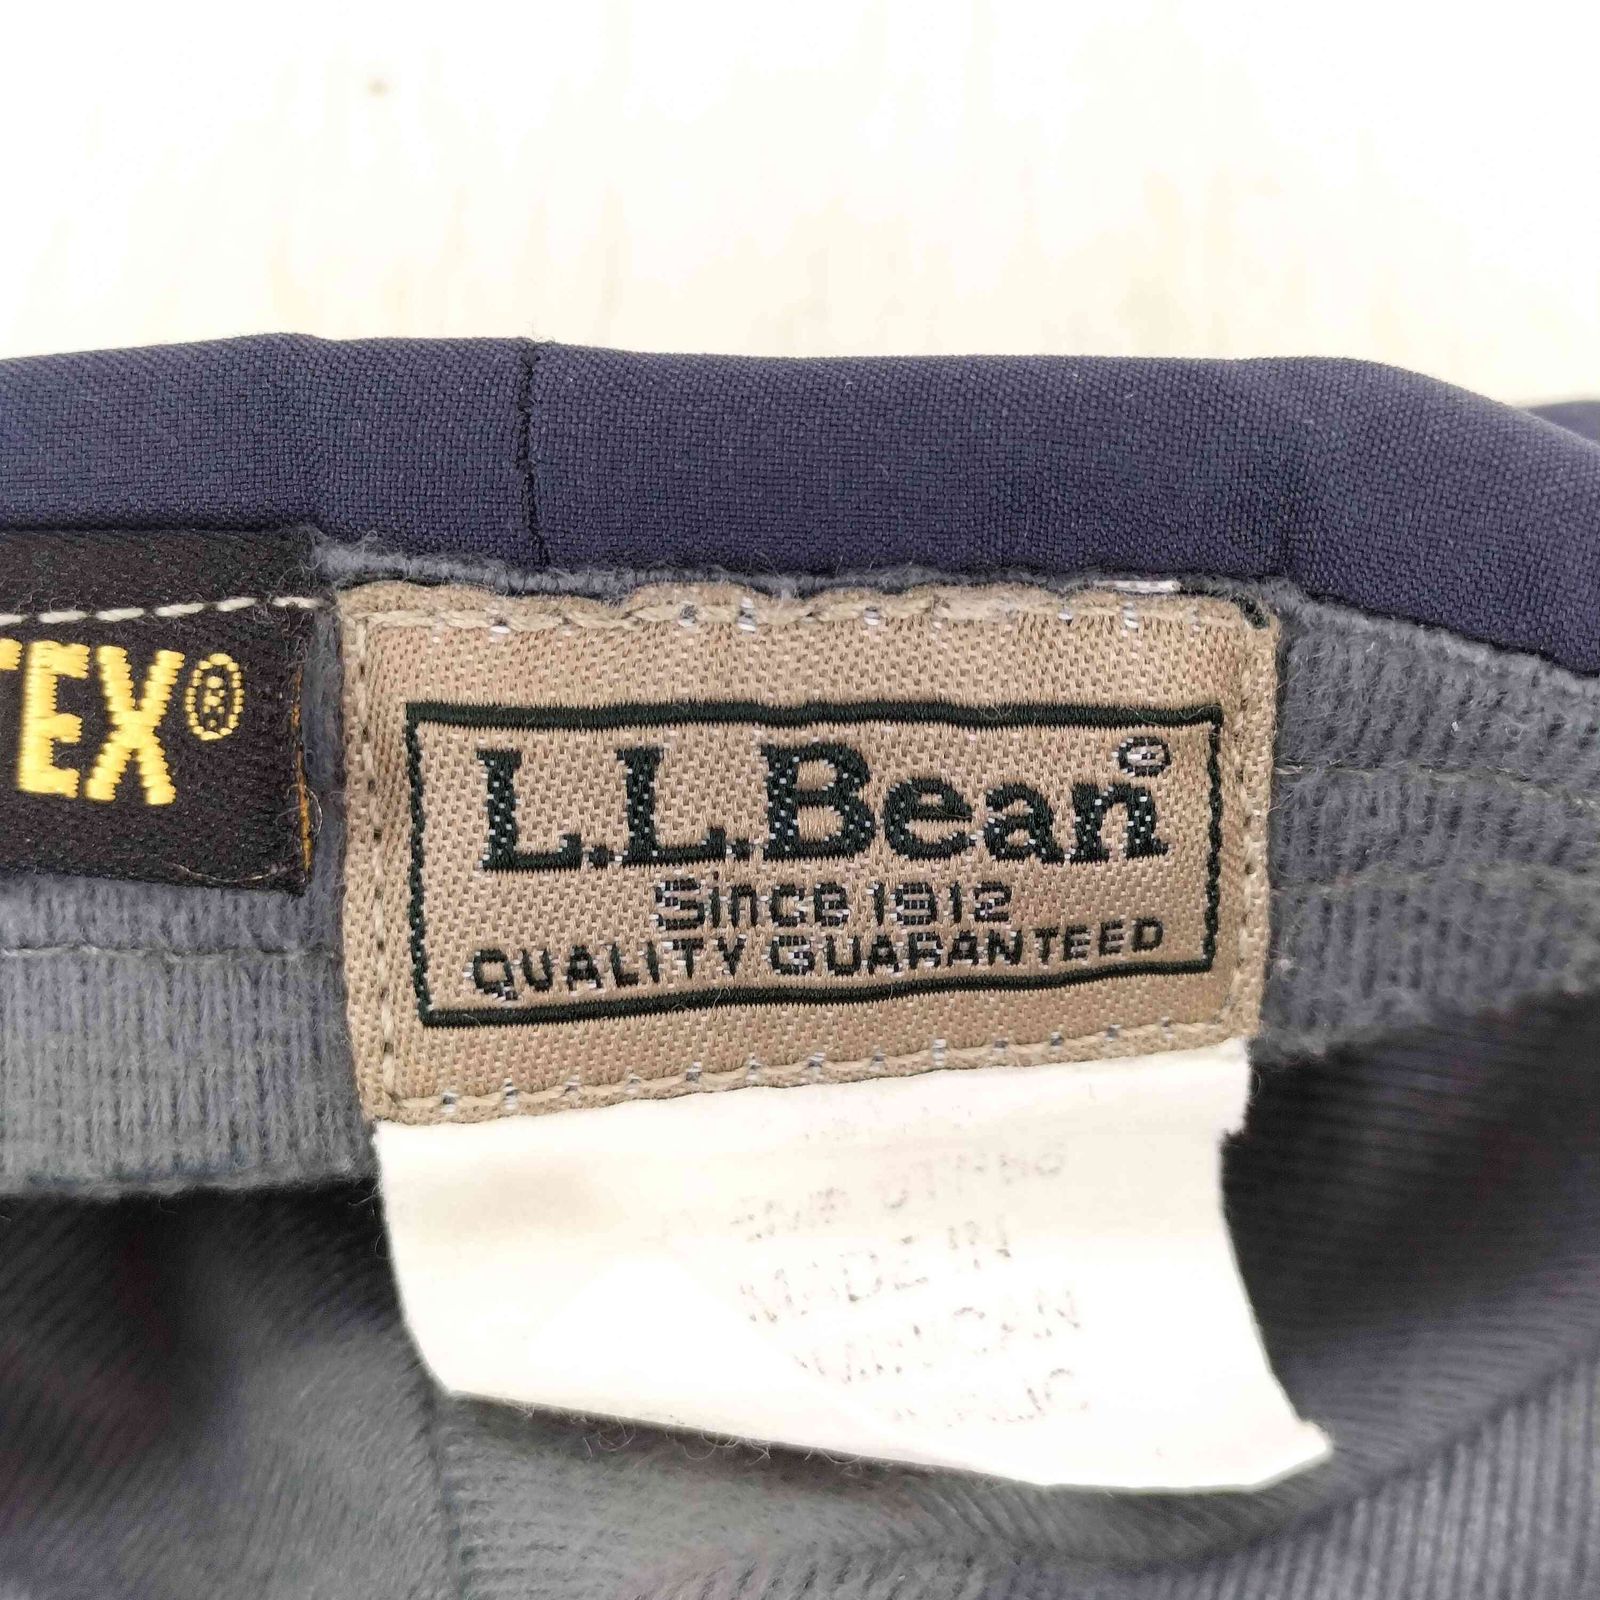 TEX®
L.L.Bean®
Since 1912
QUALITY GUARANTEED
MADE IN